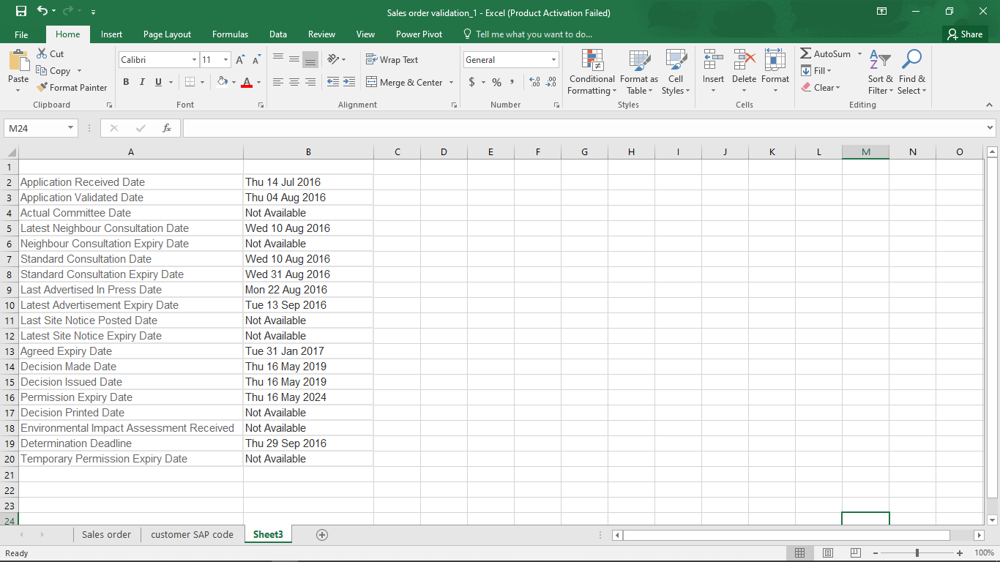 Sales order validation_1 - Excel (Product Activation Failed)
File Home Insert Page Layout Formulas Data Review View Power Pivot Tell me what you want to do... Share
Paste
Cut
Copy
Format Painter
Clipboard
Calibri 11 A A
B I U A
Font
Wrap Text
Merge & Center
Alignment
General
$ % , .0 .00 .00 .0
Number
Conditional Formatting
Format as Table
Cell Styles
Styles
Insert Delete Format
Cells
AutoSum
Fill
Clear
Sort & Filter
Find & Select
Editing
M24 fx
A B C D E F G H I J K L M N O
1
2 Application Received Date Thu 14 Jul 2016
3 Application Validated Date Thu 04 Aug 2016
4 Actual Committee Date Not Available
5 Latest Neighbour Consultation Date Wed 10 Aug 2016
6 Neighbour Consultation Expiry Date Not Available
7 Standard Consultation Date Wed 10 Aug 2016
8 Standard Consultation Expiry Date Wed 31 Aug 2016
9 Last Advertised In Press Date Mon 22 Aug 2016
10 Latest Advertisement Expiry Date Tue 13 Sep 2016
11 Last Site Notice Posted Date Not Available
12 Latest Site Notice Expiry Date Not Available
13 Agreed Expiry Date Tue 31 Jan 2017
14 Decision Made Date Thu 16 May 2019
15 Decision Issued Date Thu 16 May 2019
16 Permission Expiry Date Thu 16 May 2024
17 Decision Printed Date Not Available
18 Environmental Impact Assessment Received Not Available
19 Determination Deadline Thu 29 Sep 2016
20 Temporary Permission Expiry Date Not Available
21
22
23
24
Sales order customer SAP code Sheet3
Ready 100%